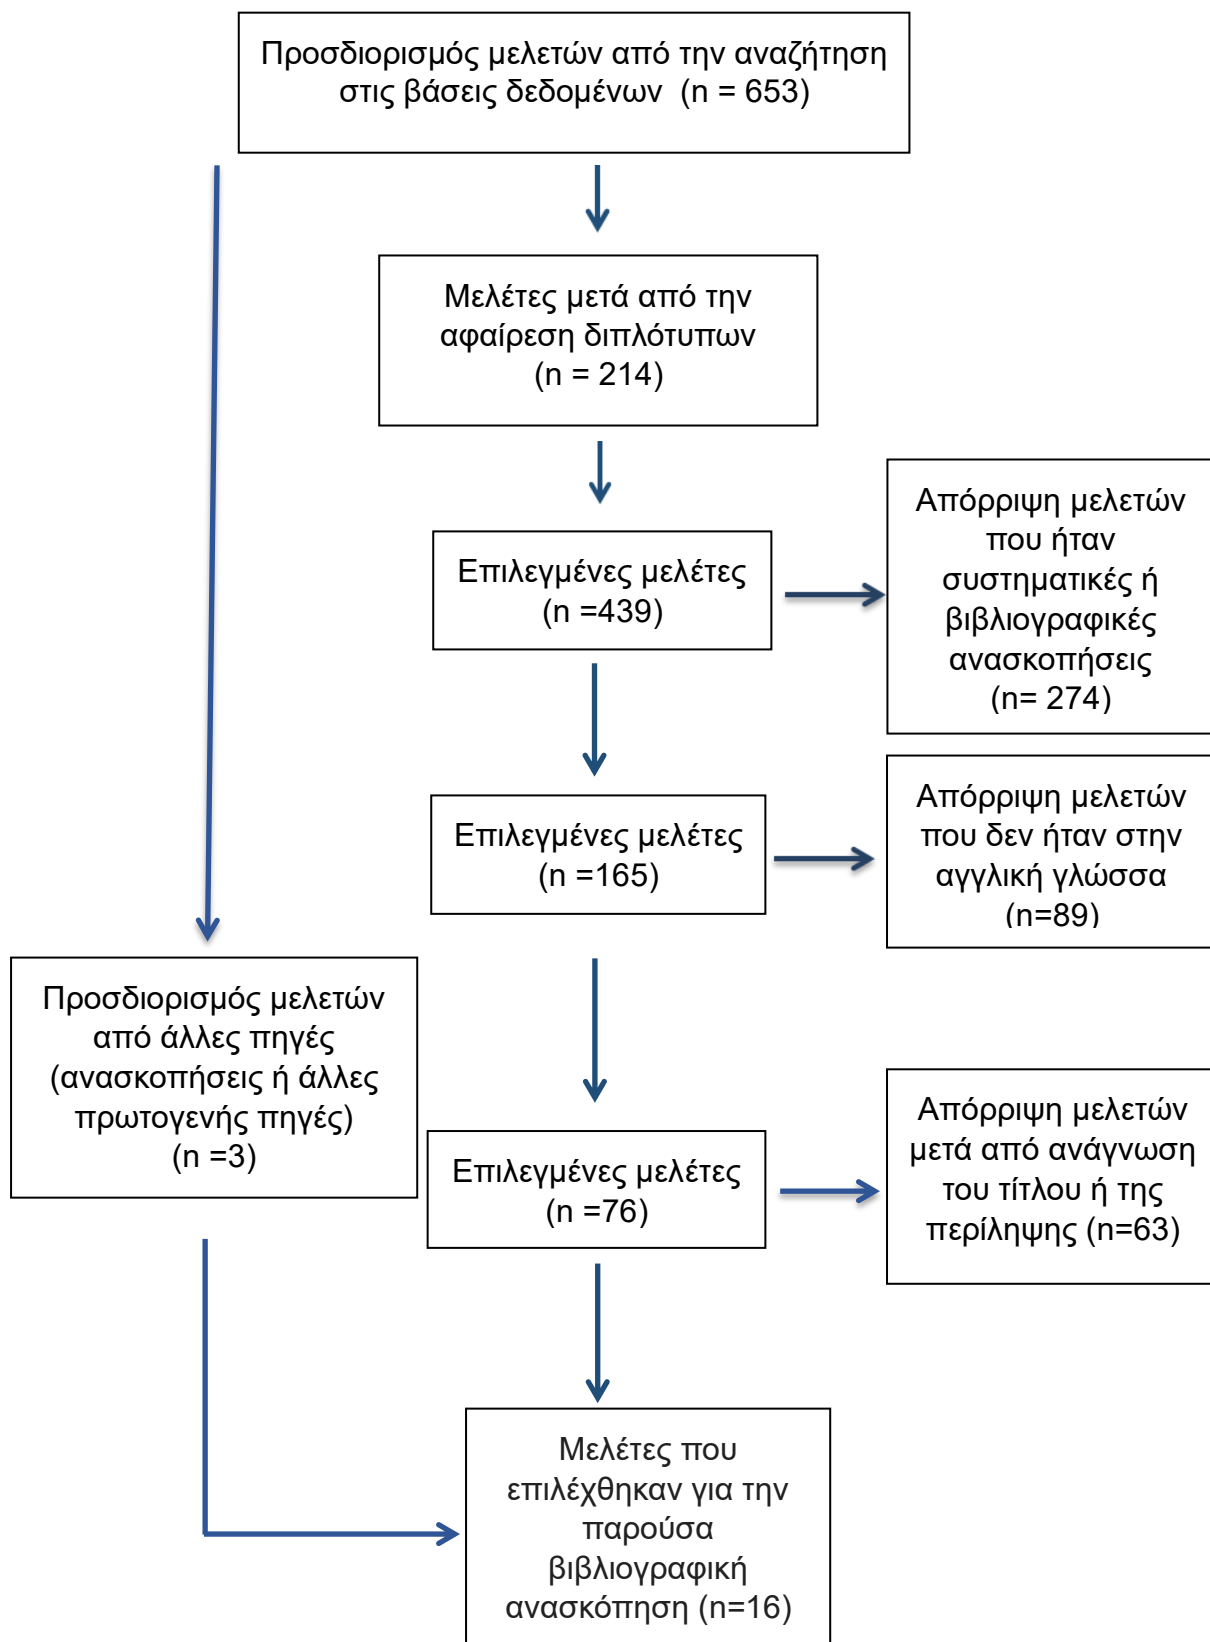 Προσδιορισμός μελετών από την αναζήτηση
στις βάσεις δεδομένων (n = 653)
Μελέτες μετά από την
αφαίρεση διπλότυπων
(n = 214)
Επιλεγμένες μελέτες
(n =439)
Απόρριψη μελετών
που ήταν
συστηματικές ή
βιβλιογραφικές
ανασκοπήσεις
(n= 274)
Επιλεγμένες μελέτες
(n =165)
Απόρριψη μελετών
που δεν ήταν στην
αγγλική γλώσσα
(n=89)
Προσδιορισμός μελετών
από άλλες πηγές
(ανασκοπήσεις ή άλλες
πρωτογενής πηγές)
(n =3)
Επιλεγμένες μελέτες
(n =76)
Απόρριψη μελετών
μετά από ανάγνωση
του τίτλου ή της
περίληψης (n=63)
Μελέτες που
επιλέχθηκαν για την
παρούσα
βιβλιογραφική
ανασκόπηση (n=16)